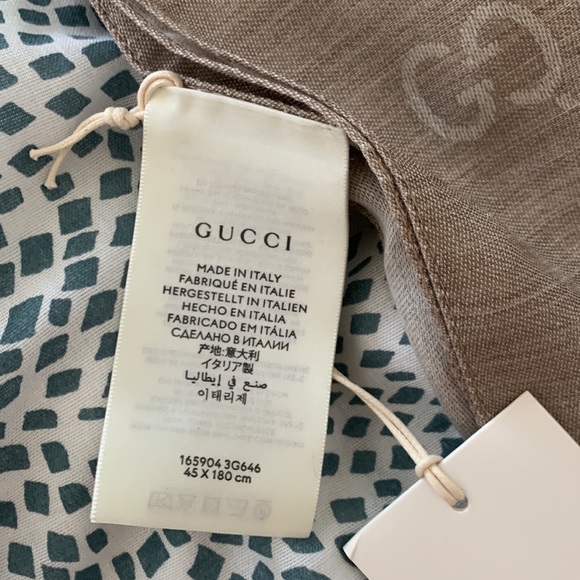 GUCCI
MADE IN ITALY
FABRIQUÉ EN ITALIE
HERGESTELLT IN ITALIEN
HECHO EN ITALIA
FABRICADO EM ITÁLIA
СДЕЛАНО В ИТАЛИИ
产地:意大利
イタリア製
صنع في إيطاليا
이태리제
165904 3G646
45 X 180 cm